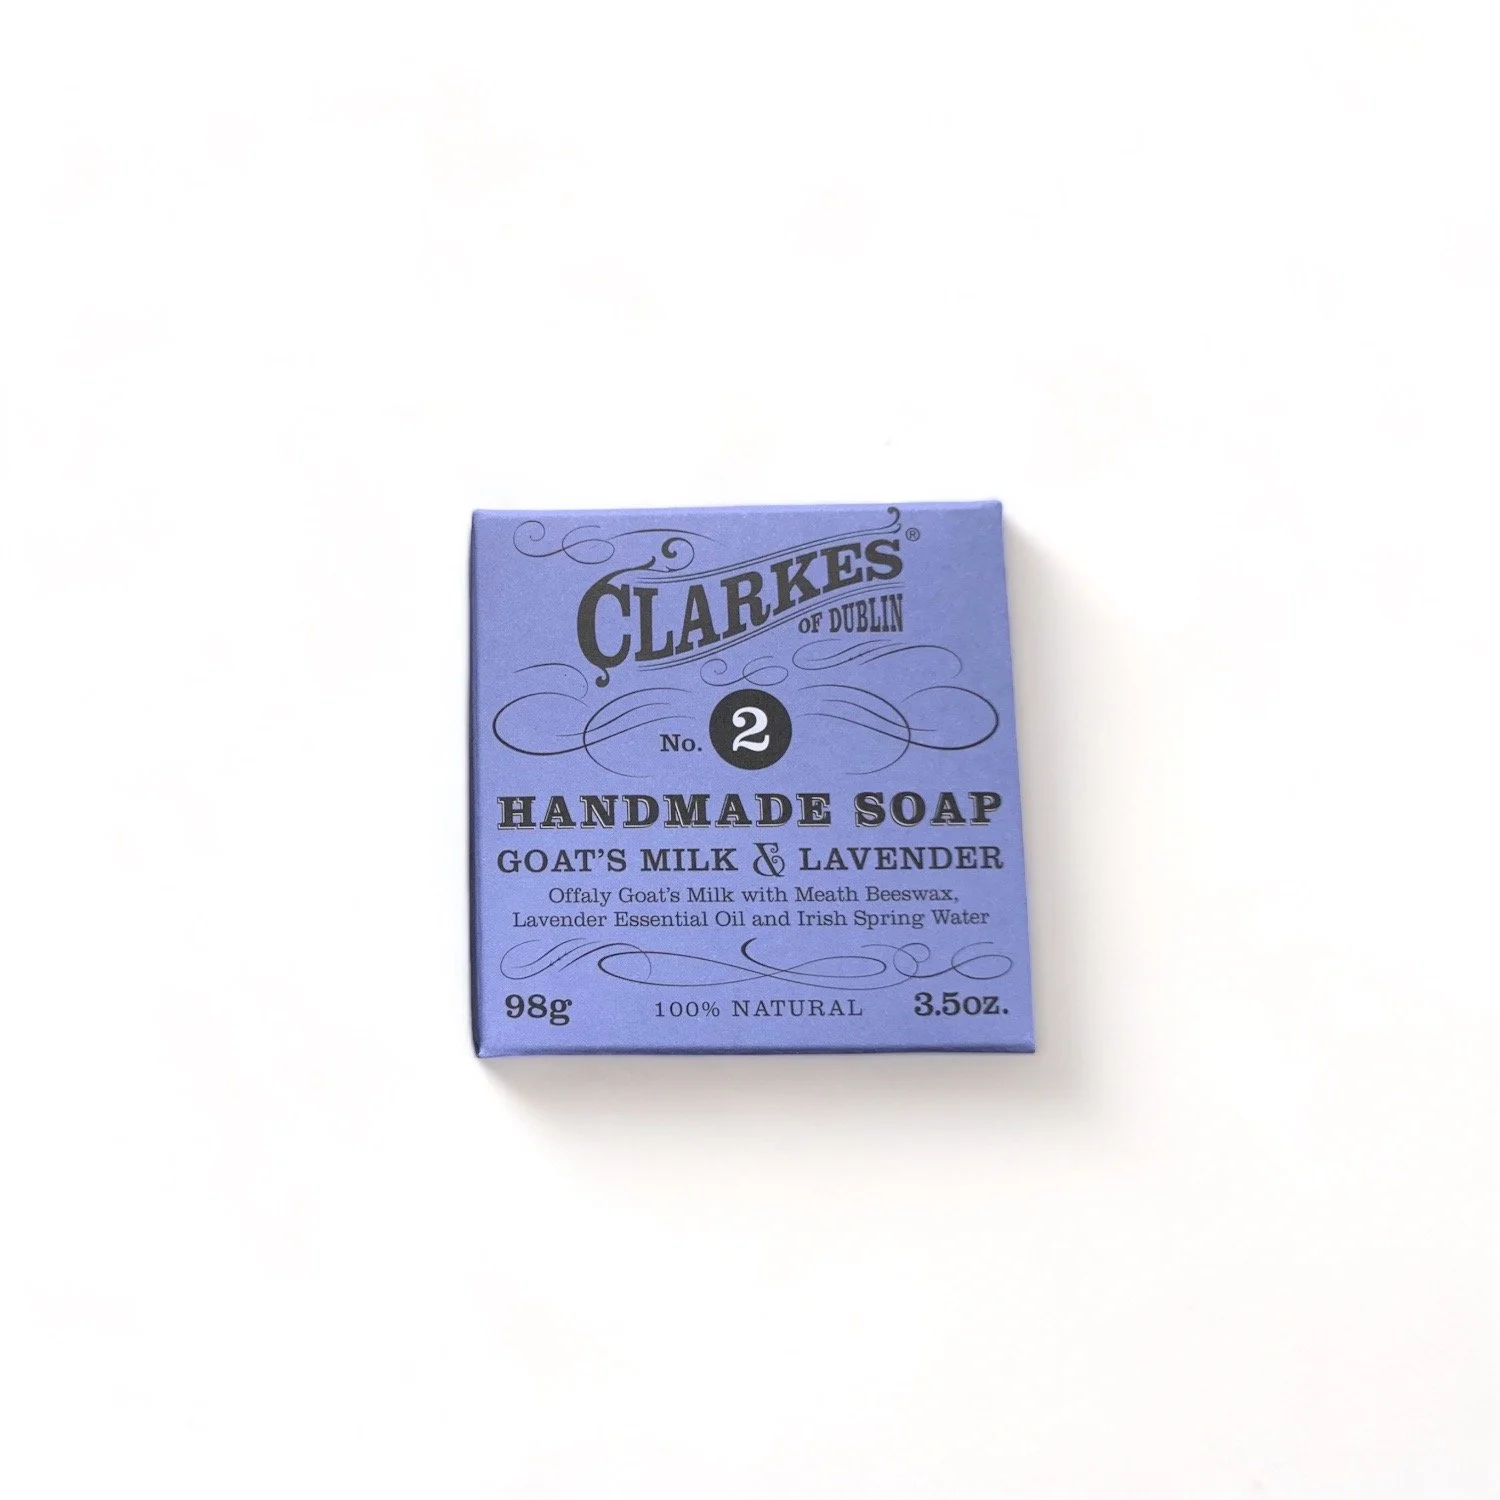 CLARKES®
OF DUBLIN
No. 2
HANDMADE SOAP
GOAT'S MILK & LAVENDER
Offaly Goat's Milk with Meath Beeswax,
Lavender Essential Oil and Irish Spring Water
98g 100% NATURAL 3.5oz.